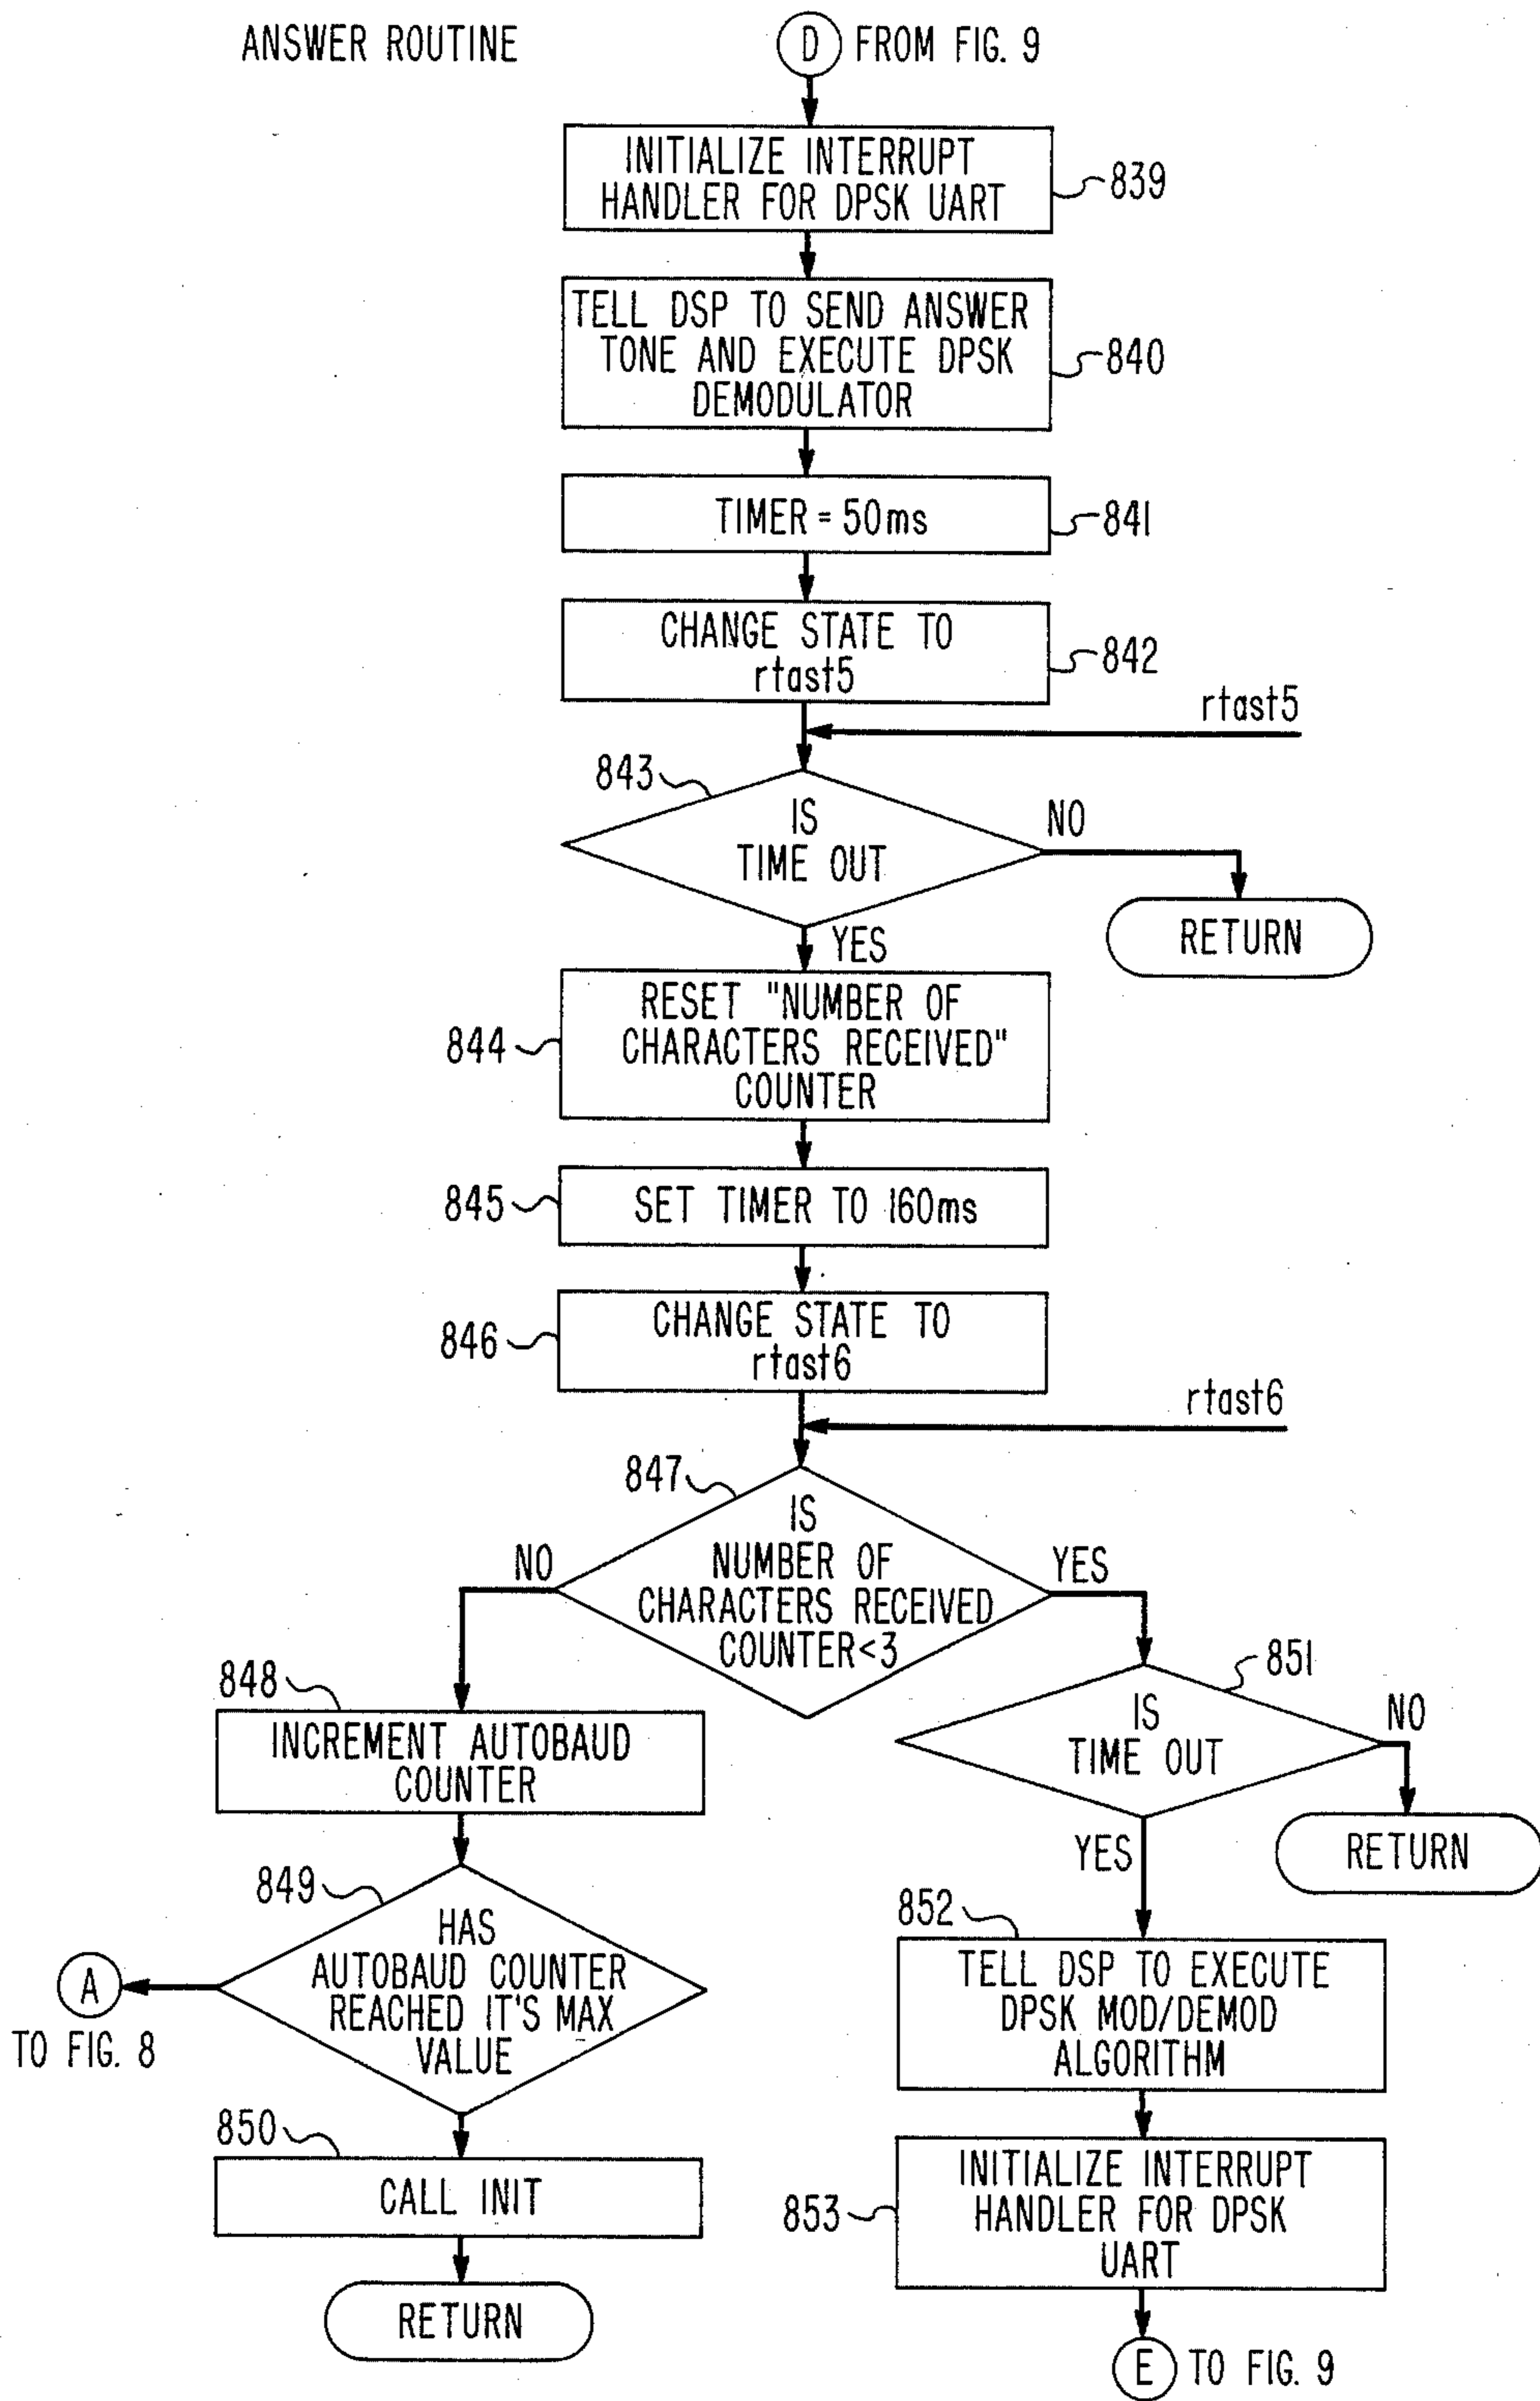 ANSWER ROUTINE
D FROM FIG. 9
INITIALIZE INTERRUPT
HANDLER FOR DPSK UART
839
TELL DSP TO SEND ANSWER
TONE AND EXECUTE DPSK
DEMODULATOR
840
TIMER = 50ms
841
CHANGE STATE TO
rtast5
842
rtast5
843
IS
TIME OUT
NO
RETURN
YES
RESET "NUMBER OF
CHARACTERS RECEIVED"
COUNTER
844
845
SET TIMER TO 160ms
CHANGE STATE TO
rtast6
846
rtast6
847
IS
NUMBER OF
CHARACTERS RECEIVED
COUNTER<3
NO
YES
848
INCREMENT AUTOBAUD
COUNTER
851
IS
TIME OUT
NO
RETURN
YES
849
HAS
AUTOBAUD COUNTER
REACHED IT'S MAX
VALUE
A
TO FIG. 8
852
TELL DSP TO EXECUTE
DPSK MOD/DEMOD
ALGORITHM
850
CALL INIT
RETURN
853
INITIALIZE INTERRUPT
HANDLER FOR DPSK
UART
E TO FIG. 9